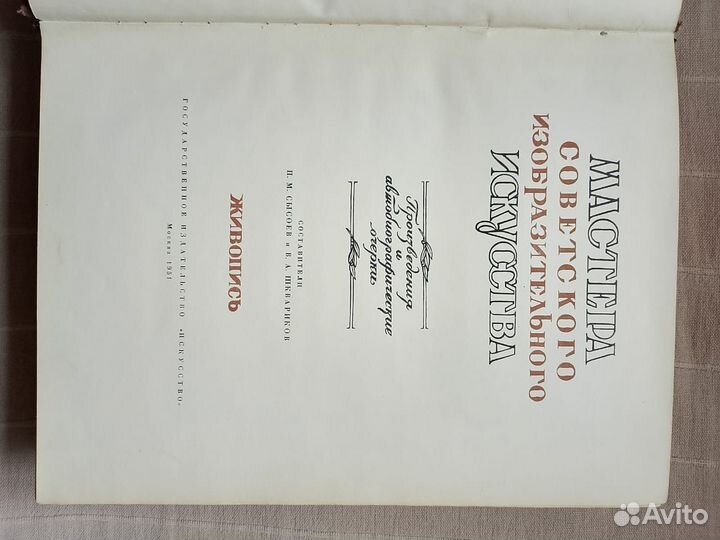 МАСТЕРА
СОВЕТСКОГО
ИЗОБРАЗИТЕЛЬНОГО
ИСКУССТВА
Произведения
и
автобиографические
очерки
СОСТАВИТЕЛИ
П. М. СЫСОЕВ и В. А. ШКВАРИКОВ
ЖИВОПИСЬ
ГОСУДАРСТВЕННОЕ ИЗДАТЕЛЬСТВО «ИСКУССТВО»
Москва 1951
Avito